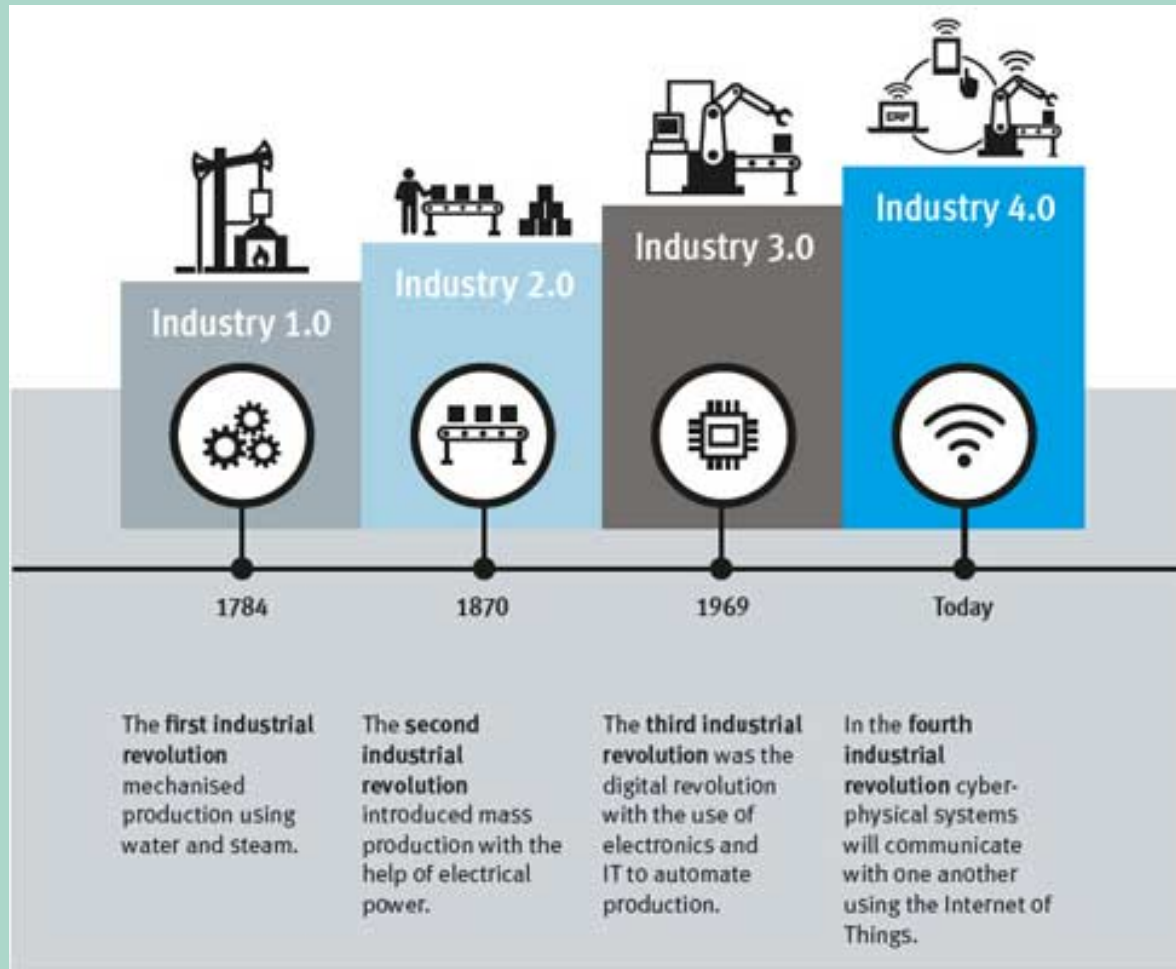 ERP
Industry 1.0
Industry 2.0
Industry 3.0
Industry 4.0
1784
1870
1969
Today
The first industrial
revolution
mechanised
production using
water and steam.
The second
industrial
revolution
introduced mass
production with the
help of electrical
power.
The third industrial
revolution was the
digital revolution
with the use of
electronics and
IT to automate
production.
In the fourth
industrial
revolution cyber-
physical systems
will communicate
with one another
using the Internet of
Things.